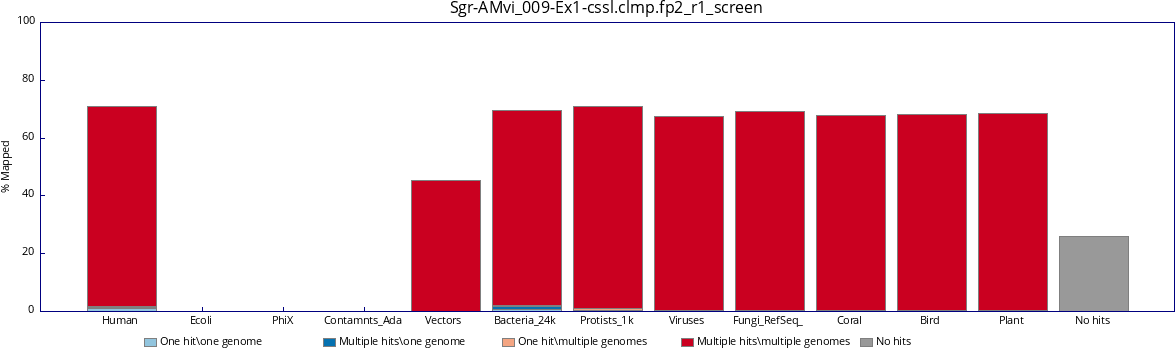 Sgr-AMvi_009-Ex1-cssl.clmp.fp2_r1_screen
100
80
60
40
20
0
% Mapped
Human Ecoli PhiX Contamnts_Ada Vectors Bacteria_24k Protists_1k Viruses Fungi_RefSeq_ Coral Bird Plant No hits
One hit\one genome Multiple hits\one genome One hit\multiple genomes Multiple hits\multiple genomes No hits